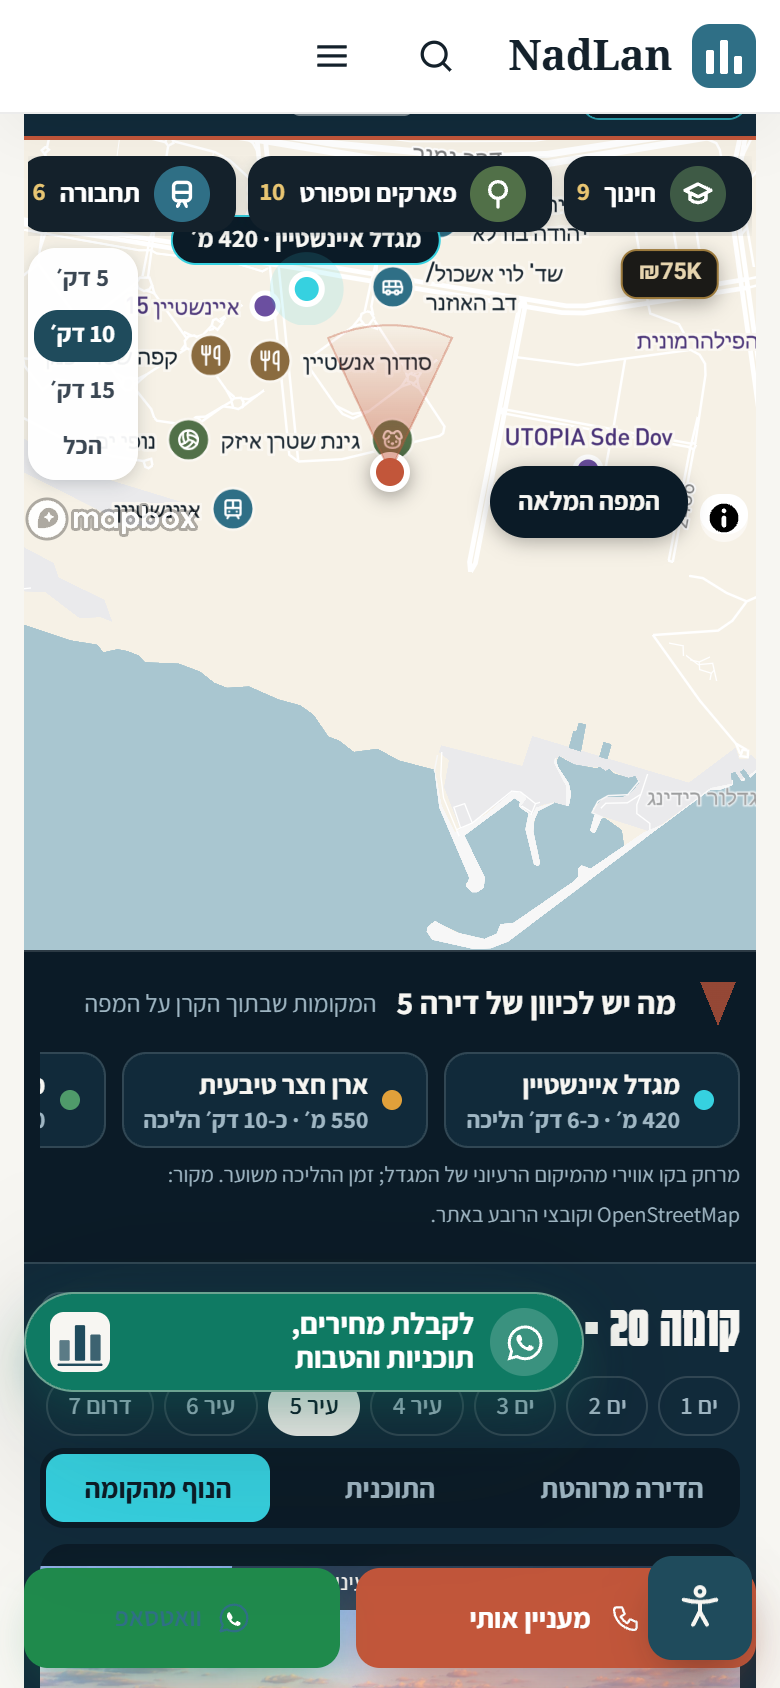 NadLan
חינוך 9
פארקים וספורט 10
תחבורה 6
מגדל איינשטיין · 420 מ׳
₪75K
שד' לוי אשכול/
דב האוזנר
5 דק׳
10 דק׳
15 דק׳
הכל
איינשטיין 15
הפילהרמונית
קפה
סודוך אנשטיין
UTOPIA Sde Dov
גינת שטרן איזק
המפה המלאה
איינשטיין
mapbox
מה יש לכיוון של דירה 5
המקומות שבתוך הקרן על המפה
מגדל איינשטיין
420 מ׳ · כ-6 דק׳ הליכה
ארן חצר טיבעית
550 מ׳ · כ-10 דק׳ הליכה
מרחק בקו אווירי מהמיקום הרעיוני של המגדל; זמן ההליכה משוער. מקור:
OpenStreetMap וקובצי הרובע באתר.
קומה 20
לקבלת מחירים,
תוכניות והטבות
ים 1
ים 2
ים 3
עיר 4
עיר 5
עיר 6
דרום 7
הדירה מרוהטת
התוכנית
הנוף מהקומה
מעניין אותי
וואטסאפ